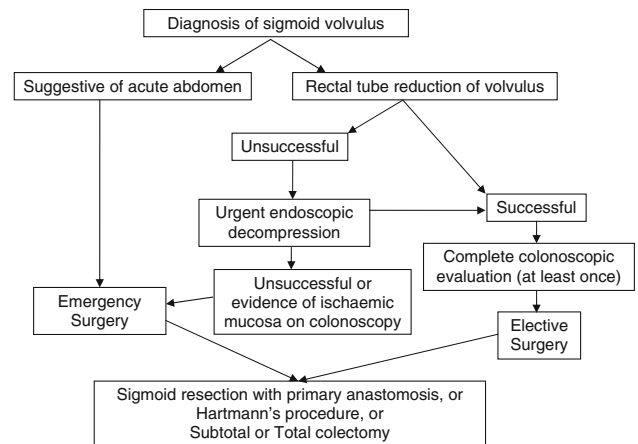 Diagnosis of sigmoid volvulus
Suggestive of acute abdomen
Rectal tube reduction of volvulus
Unsuccessful
Urgent endoscopic
decompression
Successful
Complete colonoscopic
evaluation (at least once)
Unsuccessful or
evidence of ischaemic
mucosa on colonoscopy
Emergency
Surgery
Elective
Surgery
Sigmoid resection with primary anastomosis, or
Hartmann's procedure, or
Subtotal or Total colectomy